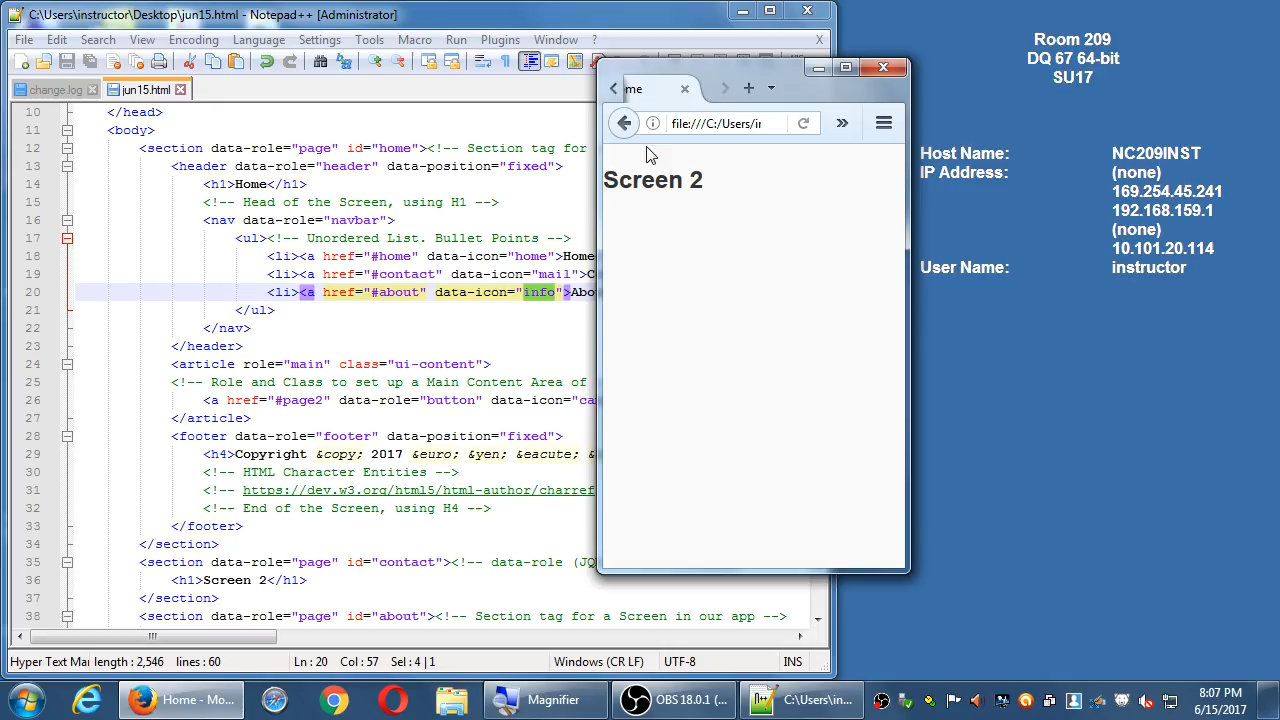 C:\Users\instructor\Desktop\jun15.html - Notepad++ [Administrator]
File Edit Search View Encoding Language Settings Tools Macro Run Plugins Window ? X
change.log jun15.html
10 </head>
11 <body>
12 <section data-role="page" id="home"><!-- Section tag for
13 <header data-role="header" data-position="fixed">
14 <h1>Home</h1>
15 <!-- Head of the Screen, using H1 -->
16 <nav data-role="navbar">
17 <ul><!-- Unordered List. Bullet Points -->
18 <li><a href="#home" data-icon="home">Home
19 <li><a href="#contact" data-icon="mail">C
20 <li><a href="#about" data-icon="info">Abo
21 </ul>
22 </nav>
23 </header>
24 <article role="main" class="ui-content">
25 <!-- Role and Class to set up a Main Content Area of
26 <a href="#page2" data-role="button" data-icon="ca
27 </article>
28 <footer data-role="footer" data-position="fixed">
29 <h4>Copyright &copy; 2017 &euro; &yen; &eacute; &
30 <!-- HTML Character Entities -->
31 <!-- https://dev.w3.org/html5/html-author/charref
32 <!-- End of the Screen, using H4 -->
33 </footer>
34 </section>
35 <section data-role="page" id="contact"><!-- data-role (JQ
36 <h1>Screen 2</h1>
37 </section>
38 <section data-role="page" id="about"><!-- Section tag for a Screen in our app -->
Hyper Text Mar length : 2,546 lines : 60 Ln : 20 Col : 57 Sel : 4 | 1 Windows (CR LF) UTF-8 INS
me
file:///C:/Users/ir
Screen 2
Room 209
DQ 67 64-bit
SU17
Host Name: NC209INST
IP Address: (none)
169.254.45.241
192.168.159.1
(none)
10.101.20.114
User Name: instructor
Home - Mo...
Magnifier
OBS 18.0.1 (...
C:\Users\in...
8:07 PM
6/15/2017